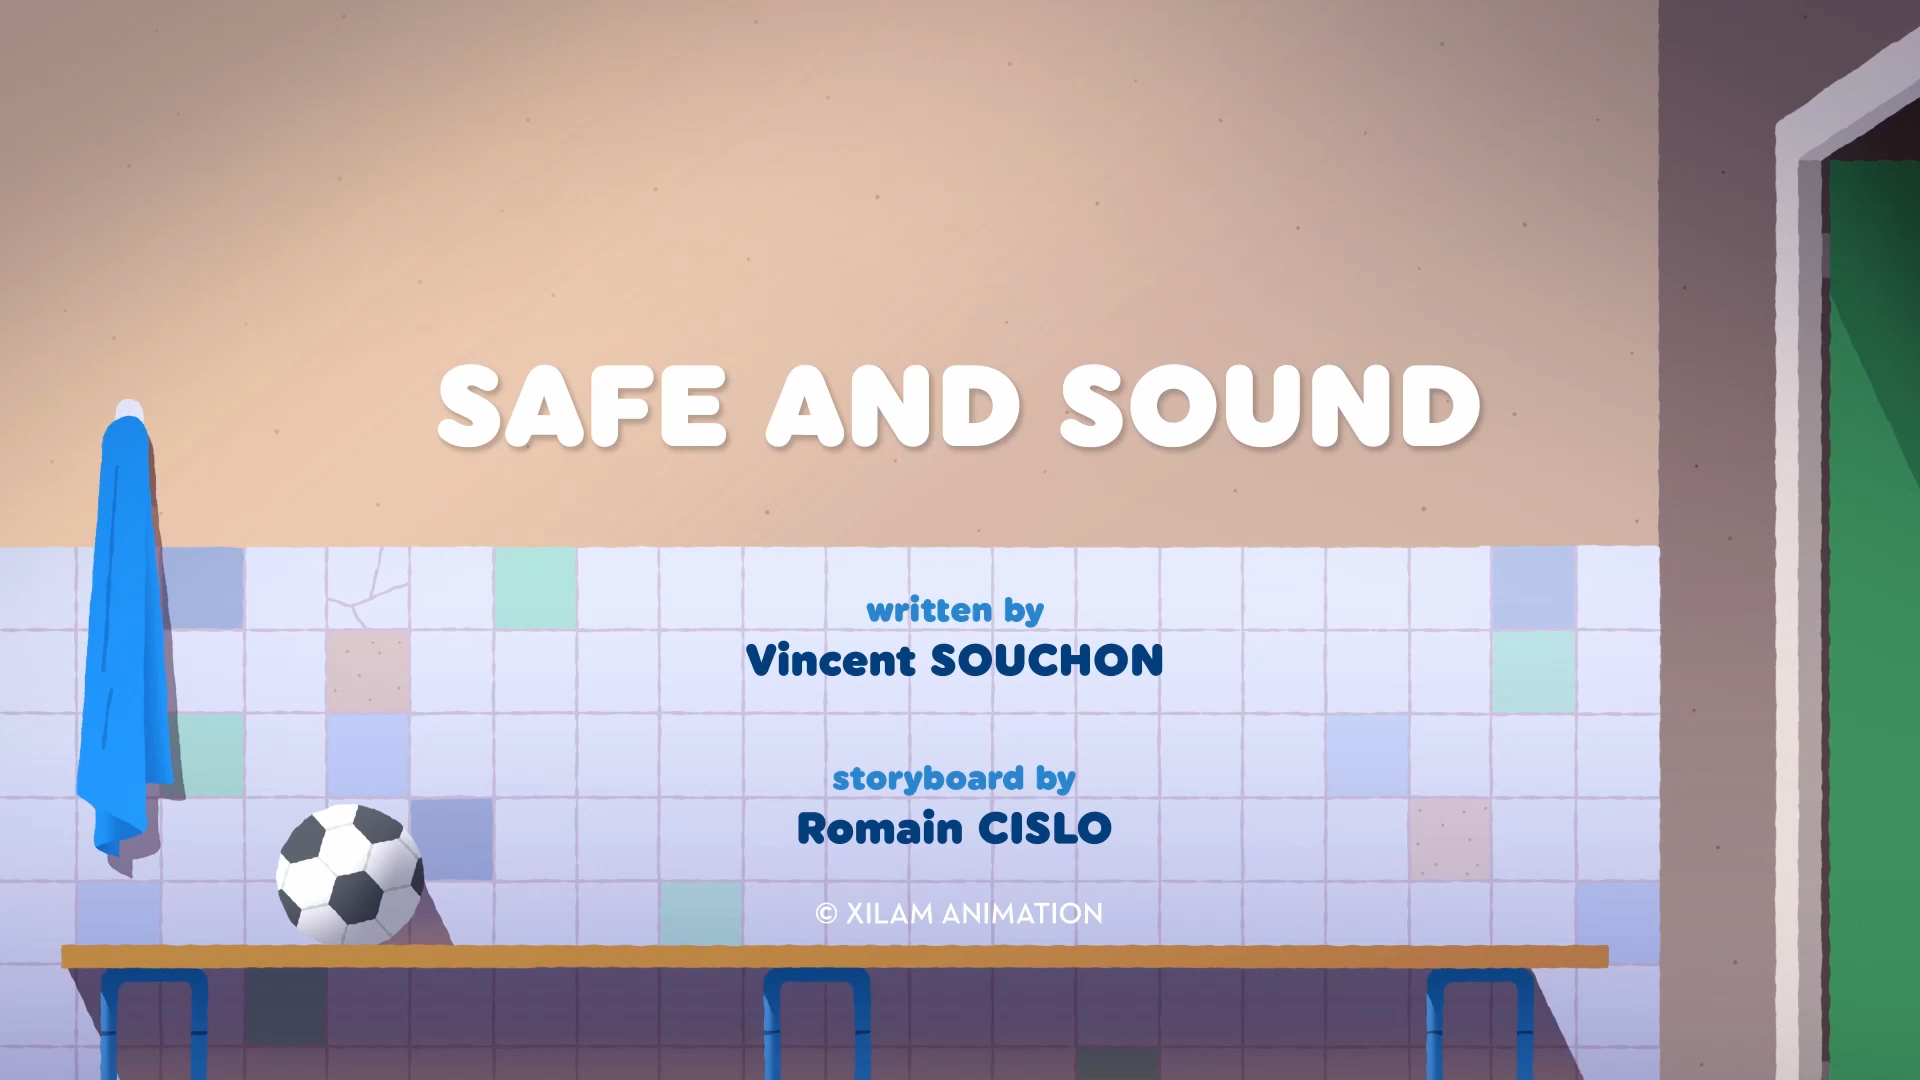 SAFE AND SOUND
written by
Vincent SOUCHON
storyboard by
Romain CISLO
© XILAM ANIMATION